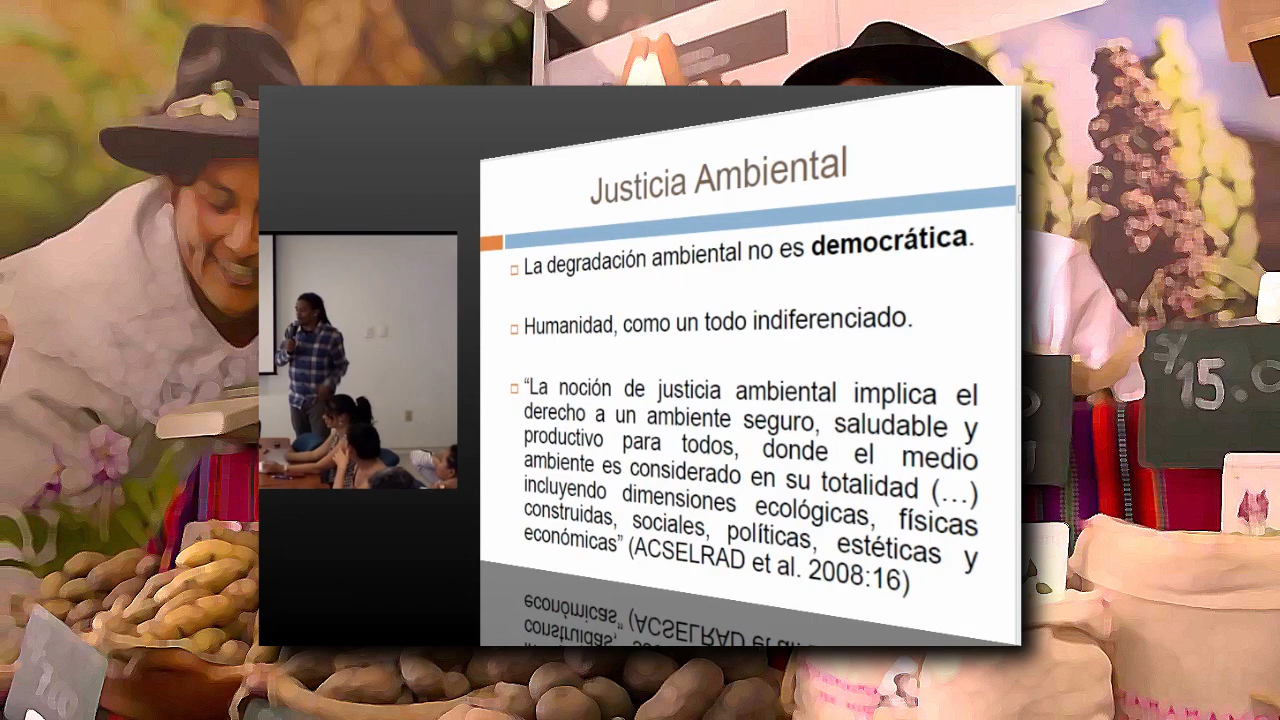 Justicia Ambiental
La degradación ambiental no es democrática.
Humanidad, como un todo indiferenciado.
“La noción de justicia ambiental implica el
derecho a un ambiente seguro, saludable y
productivo para todos, donde el medio
ambiente es considerado en su totalidad (...)
incluyendo dimensiones ecológicas, físicas
construidas, sociales, políticas, estéticas y
económicas” (ACSELRAD et al. 2008:16)
S/
15.0